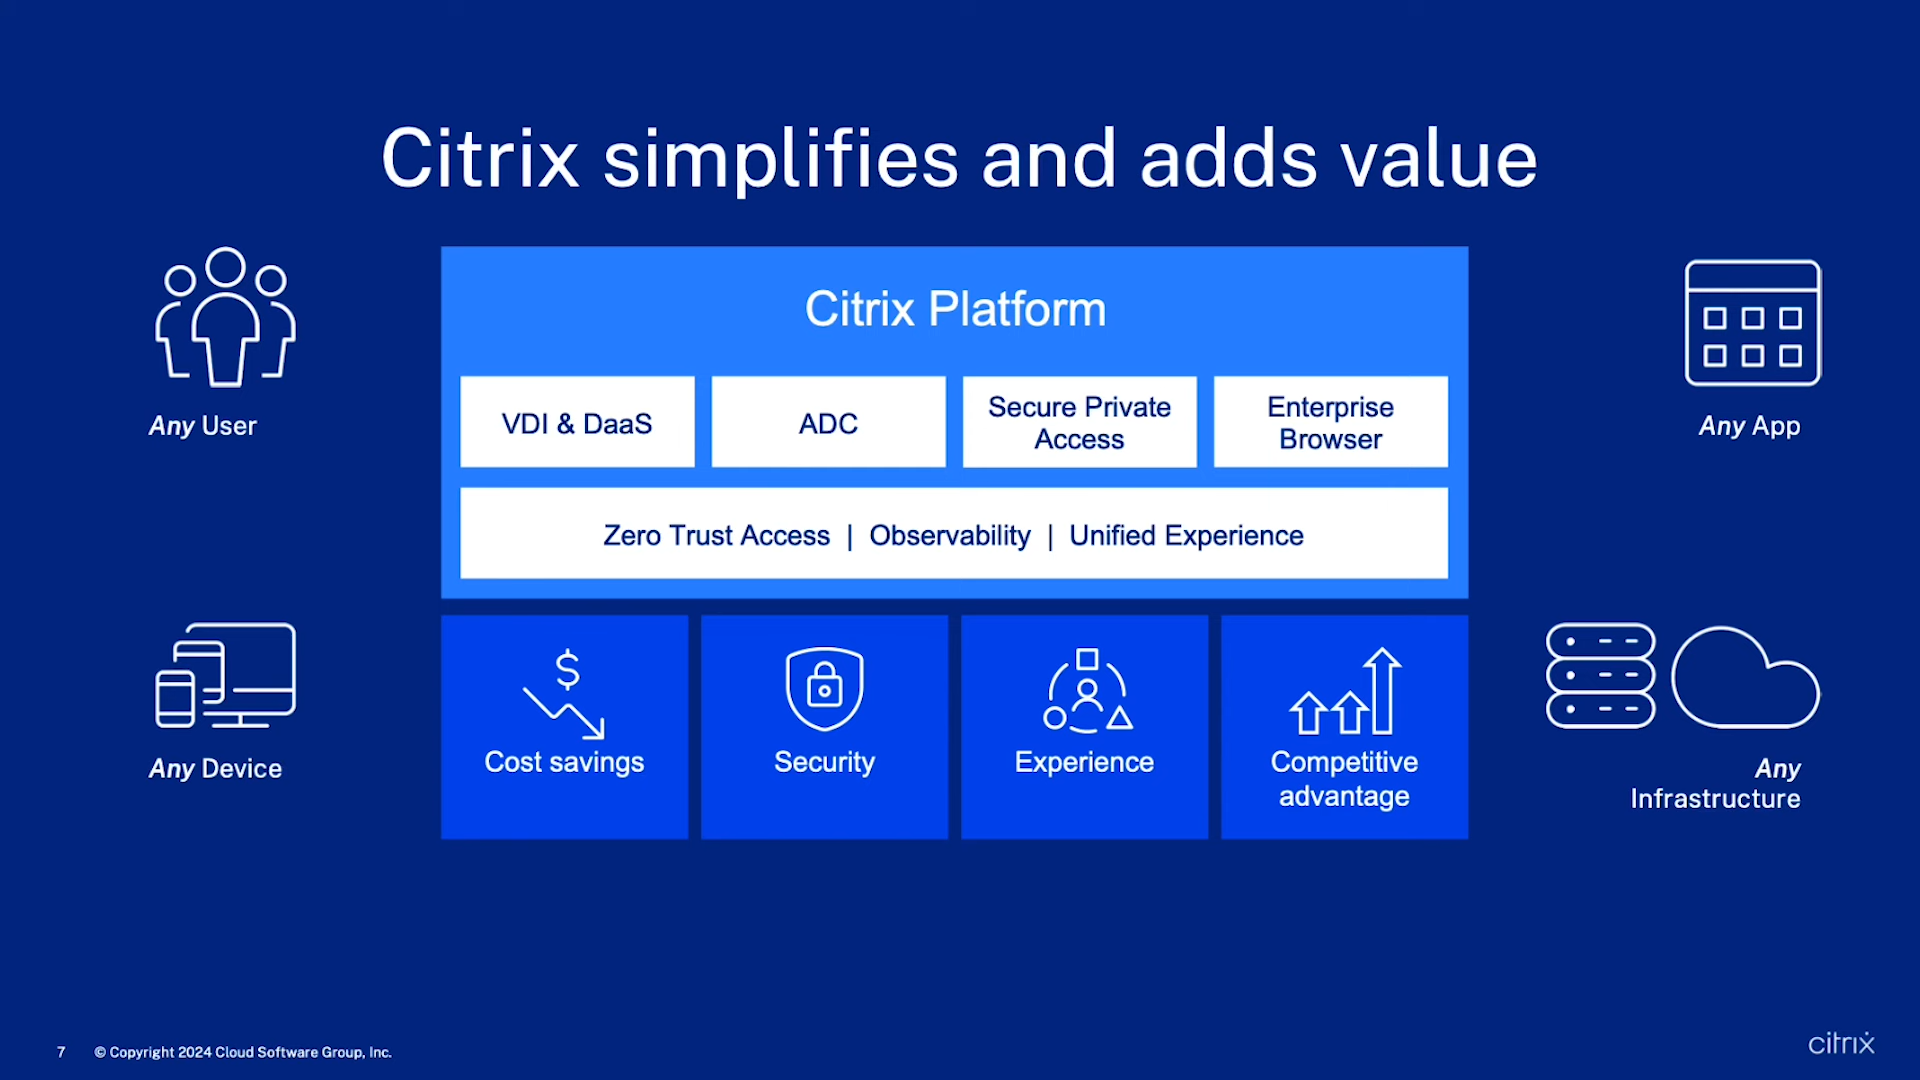 Citrix simplifies and adds value
Any User
Citrix Platform
VDI & DaaS
ADC
Secure Private
Access
Enterprise
Browser
Zero Trust Access | Observability | Unified Experience
Any App
Any Device
$
Cost savings
Security
Experience
Competitive
advantage
Any
Infrastructure
7
© Copyright 2024 Cloud Software Group, Inc.
citrix